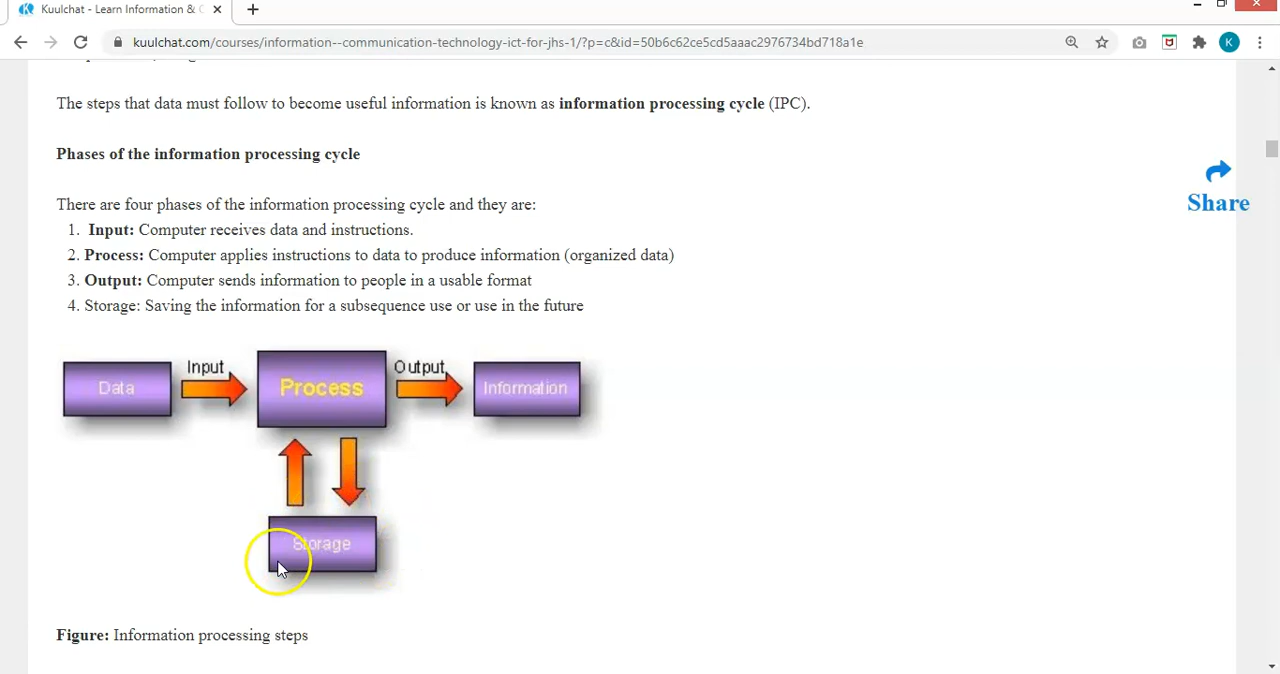 Kuulchat - Learn Information &
kuulchat.com/courses/information--communication-technology-ict-for-jhs-1/?p=c&id=50b6c62ce5cd5aaac2976734bd718a1e
K
The steps that data must follow to become useful information is known as information processing cycle (IPC).
Phases of the information processing cycle
Share
There are four phases of the information processing cycle and they are:
1. Input: Computer receives data and instructions.
2. Process: Computer applies instructions to data to produce information (organized data)
3. Output: Computer sends information to people in a usable format
4. Storage: Saving the information for a subsequence use or use in the future
Data
Input
Process
Output
Information
Storage
Figure: Information processing steps